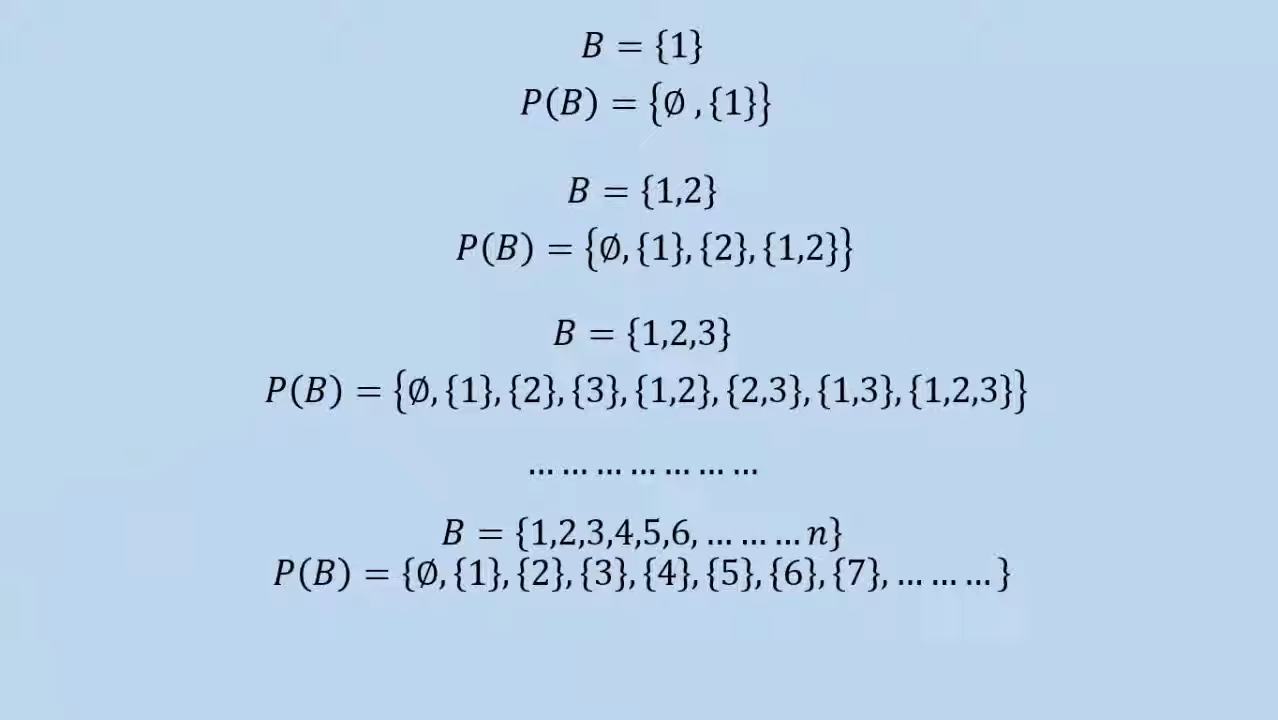 B = {1}
P(B) = {∅ , {1}}
B = {1,2}
P(B) = {∅, {1}, {2}, {1,2}}
B = {1,2,3}
P(B) = {∅, {1}, {2}, {3}, {1,2}, {2,3}, {1,3}, {1,2,3}}
… … … … … … …
B = {1,2,3,4,5,6, … … … n}
P(B) = {∅, {1}, {2}, {3}, {4}, {5}, {6}, {7}, … … … }